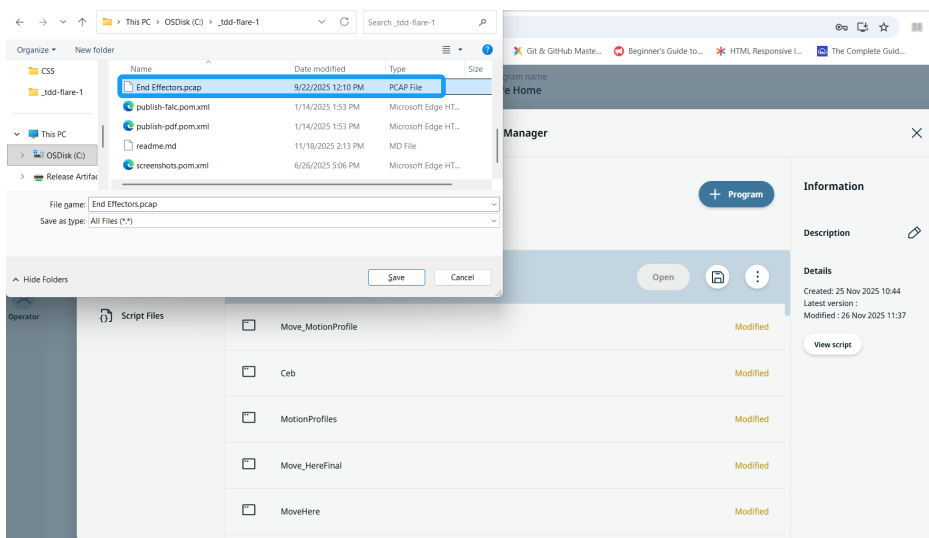 This PC > OSDisk (C:) > _tdd-flare-1
Search _tdd-flare-1
Organize
New folder
CSS
_tdd-flare-1
This PC
OSDisk (C:)
Release Artifac
Name Date modified Type Size
End Effectors.pcap 9/22/2025 12:10 PM PCAP File
publish-falc.pom.xml 1/14/2025 1:53 PM Microsoft Edge HT...
publish-pdf.pom.xml 1/14/2025 1:53 PM Microsoft Edge HT...
readme.md 11/18/2025 2:13 PM MD File
screenshots.pom.xml 6/26/2025 5:06 PM Microsoft Edge HT...
File name: End Effectors.pcap
Save as type: All Files (*.*)
Hide Folders
Save
Cancel
Git & GitHub Maste...
Beginner's Guide to...
HTML Responsive I...
The Complete Guid...
gram name
fe Home
Manager
+ Program
Open
Operator
Script Files
Move_MotionProfile Modified
Ceb Modified
MotionProfiles Modified
Move_HereFinal Modified
MoveHere Modified
Information
Description
Details
Created: 25 Nov 2025 10:44
Latest version :
Modified : 26 Nov 2025 11:37
View script